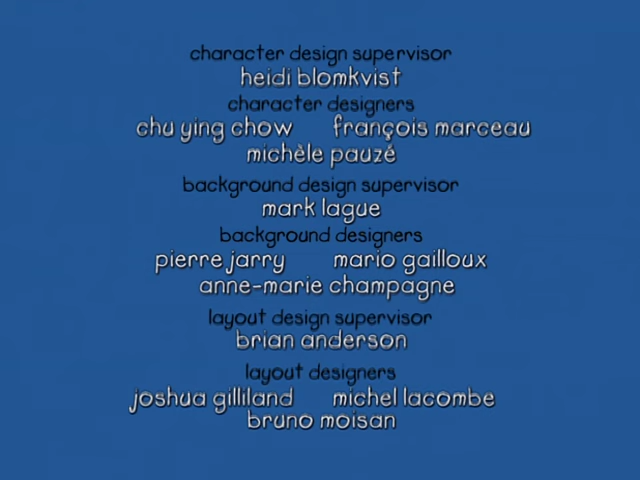 character design supervisor
heidi blomkvist
character designers
chu ying chow françois marceau
michèle pauzé
background design supervisor
mark lague
background designers
pierre jarry mario gailloux
anne-marie champagne
layout design supervisor
brian anderson
layout designers
joshua gilliland michel lacombe
bruno moisan